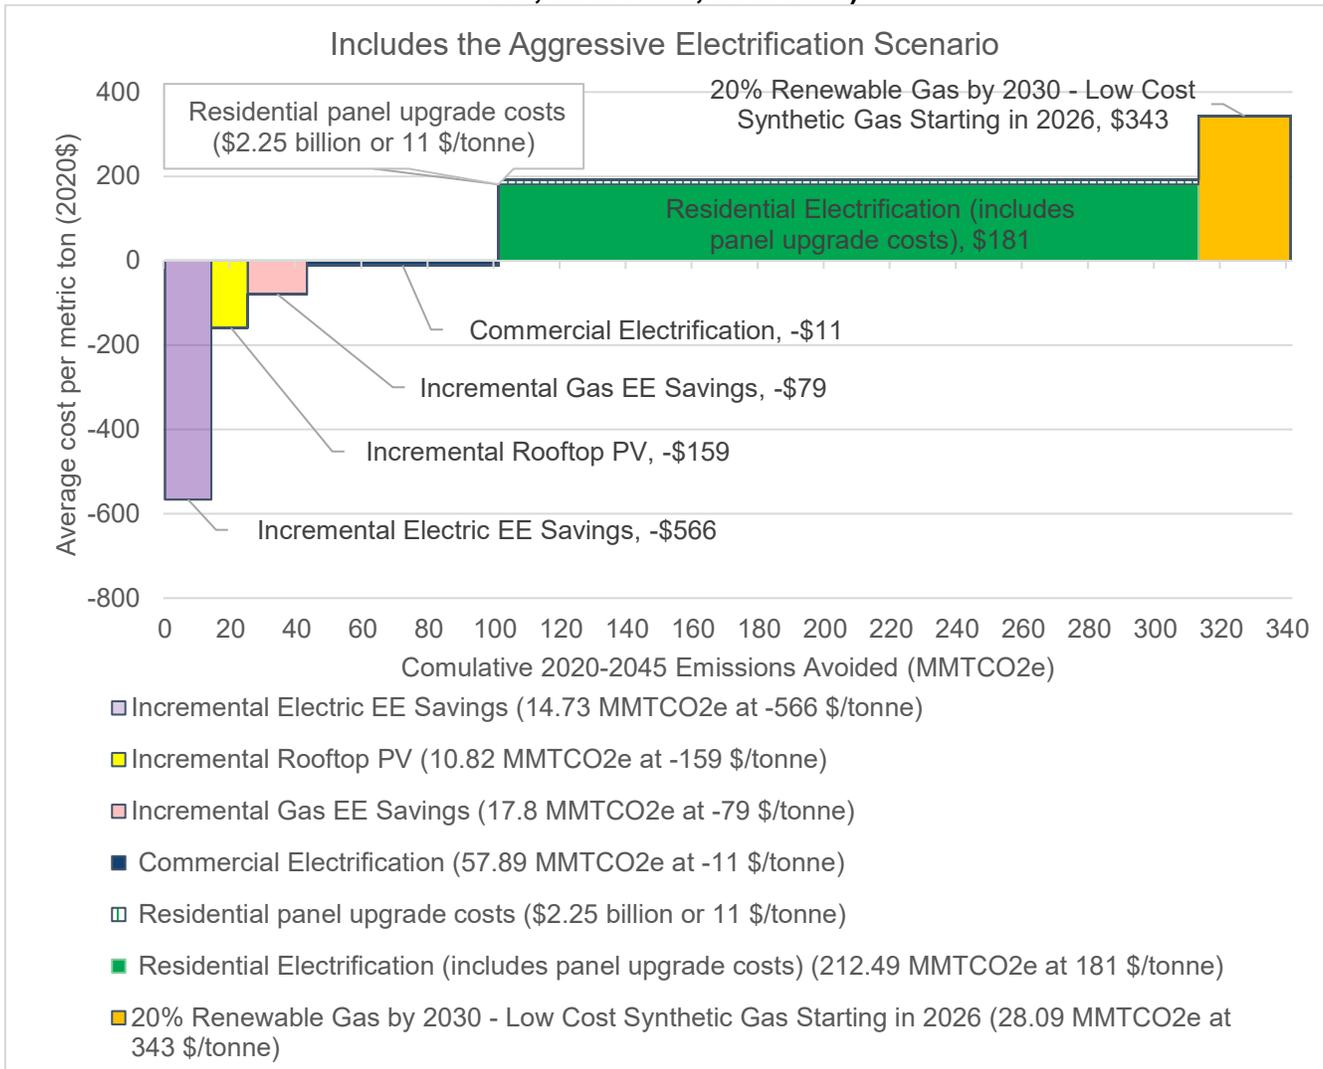 Includes the Aggressive Electrification Scenario
Average cost per metric ton (2020$)
400
200
0
-200
-400
-600
-800
Residential panel upgrade costs
($2.25 billion or 11 $/tonne)
20% Renewable Gas by 2030 - Low Cost
Synthetic Gas Starting in 2026, $343
Residential Electrification (includes
panel upgrade costs), $181
Commercial Electrification, -$11
Incremental Gas EE Savings, -$79
Incremental Rooftop PV, -$159
Incremental Electric EE Savings, -$566
0 20 40 60 80 100 120 140 160 180 200 220 240 260 280 300 320 340
Comulative 2020-2045 Emissions Avoided (MMTCO2e)
Incremental Electric EE Savings (14.73 MMTCO2e at -566 $/tonne)
Incremental Rooftop PV (10.82 MMTCO2e at -159 $/tonne)
Incremental Gas EE Savings (17.8 MMTCO2e at -79 $/tonne)
Commercial Electrification (57.89 MMTCO2e at -11 $/tonne)
Residential panel upgrade costs ($2.25 billion or 11 $/tonne)
Residential Electrification (includes panel upgrade costs) (212.49 MMTCO2e at 181 $/tonne)
20% Renewable Gas by 2030 - Low Cost Synthetic Gas Starting in 2026 (28.09 MMTCO2e at
343 $/tonne)